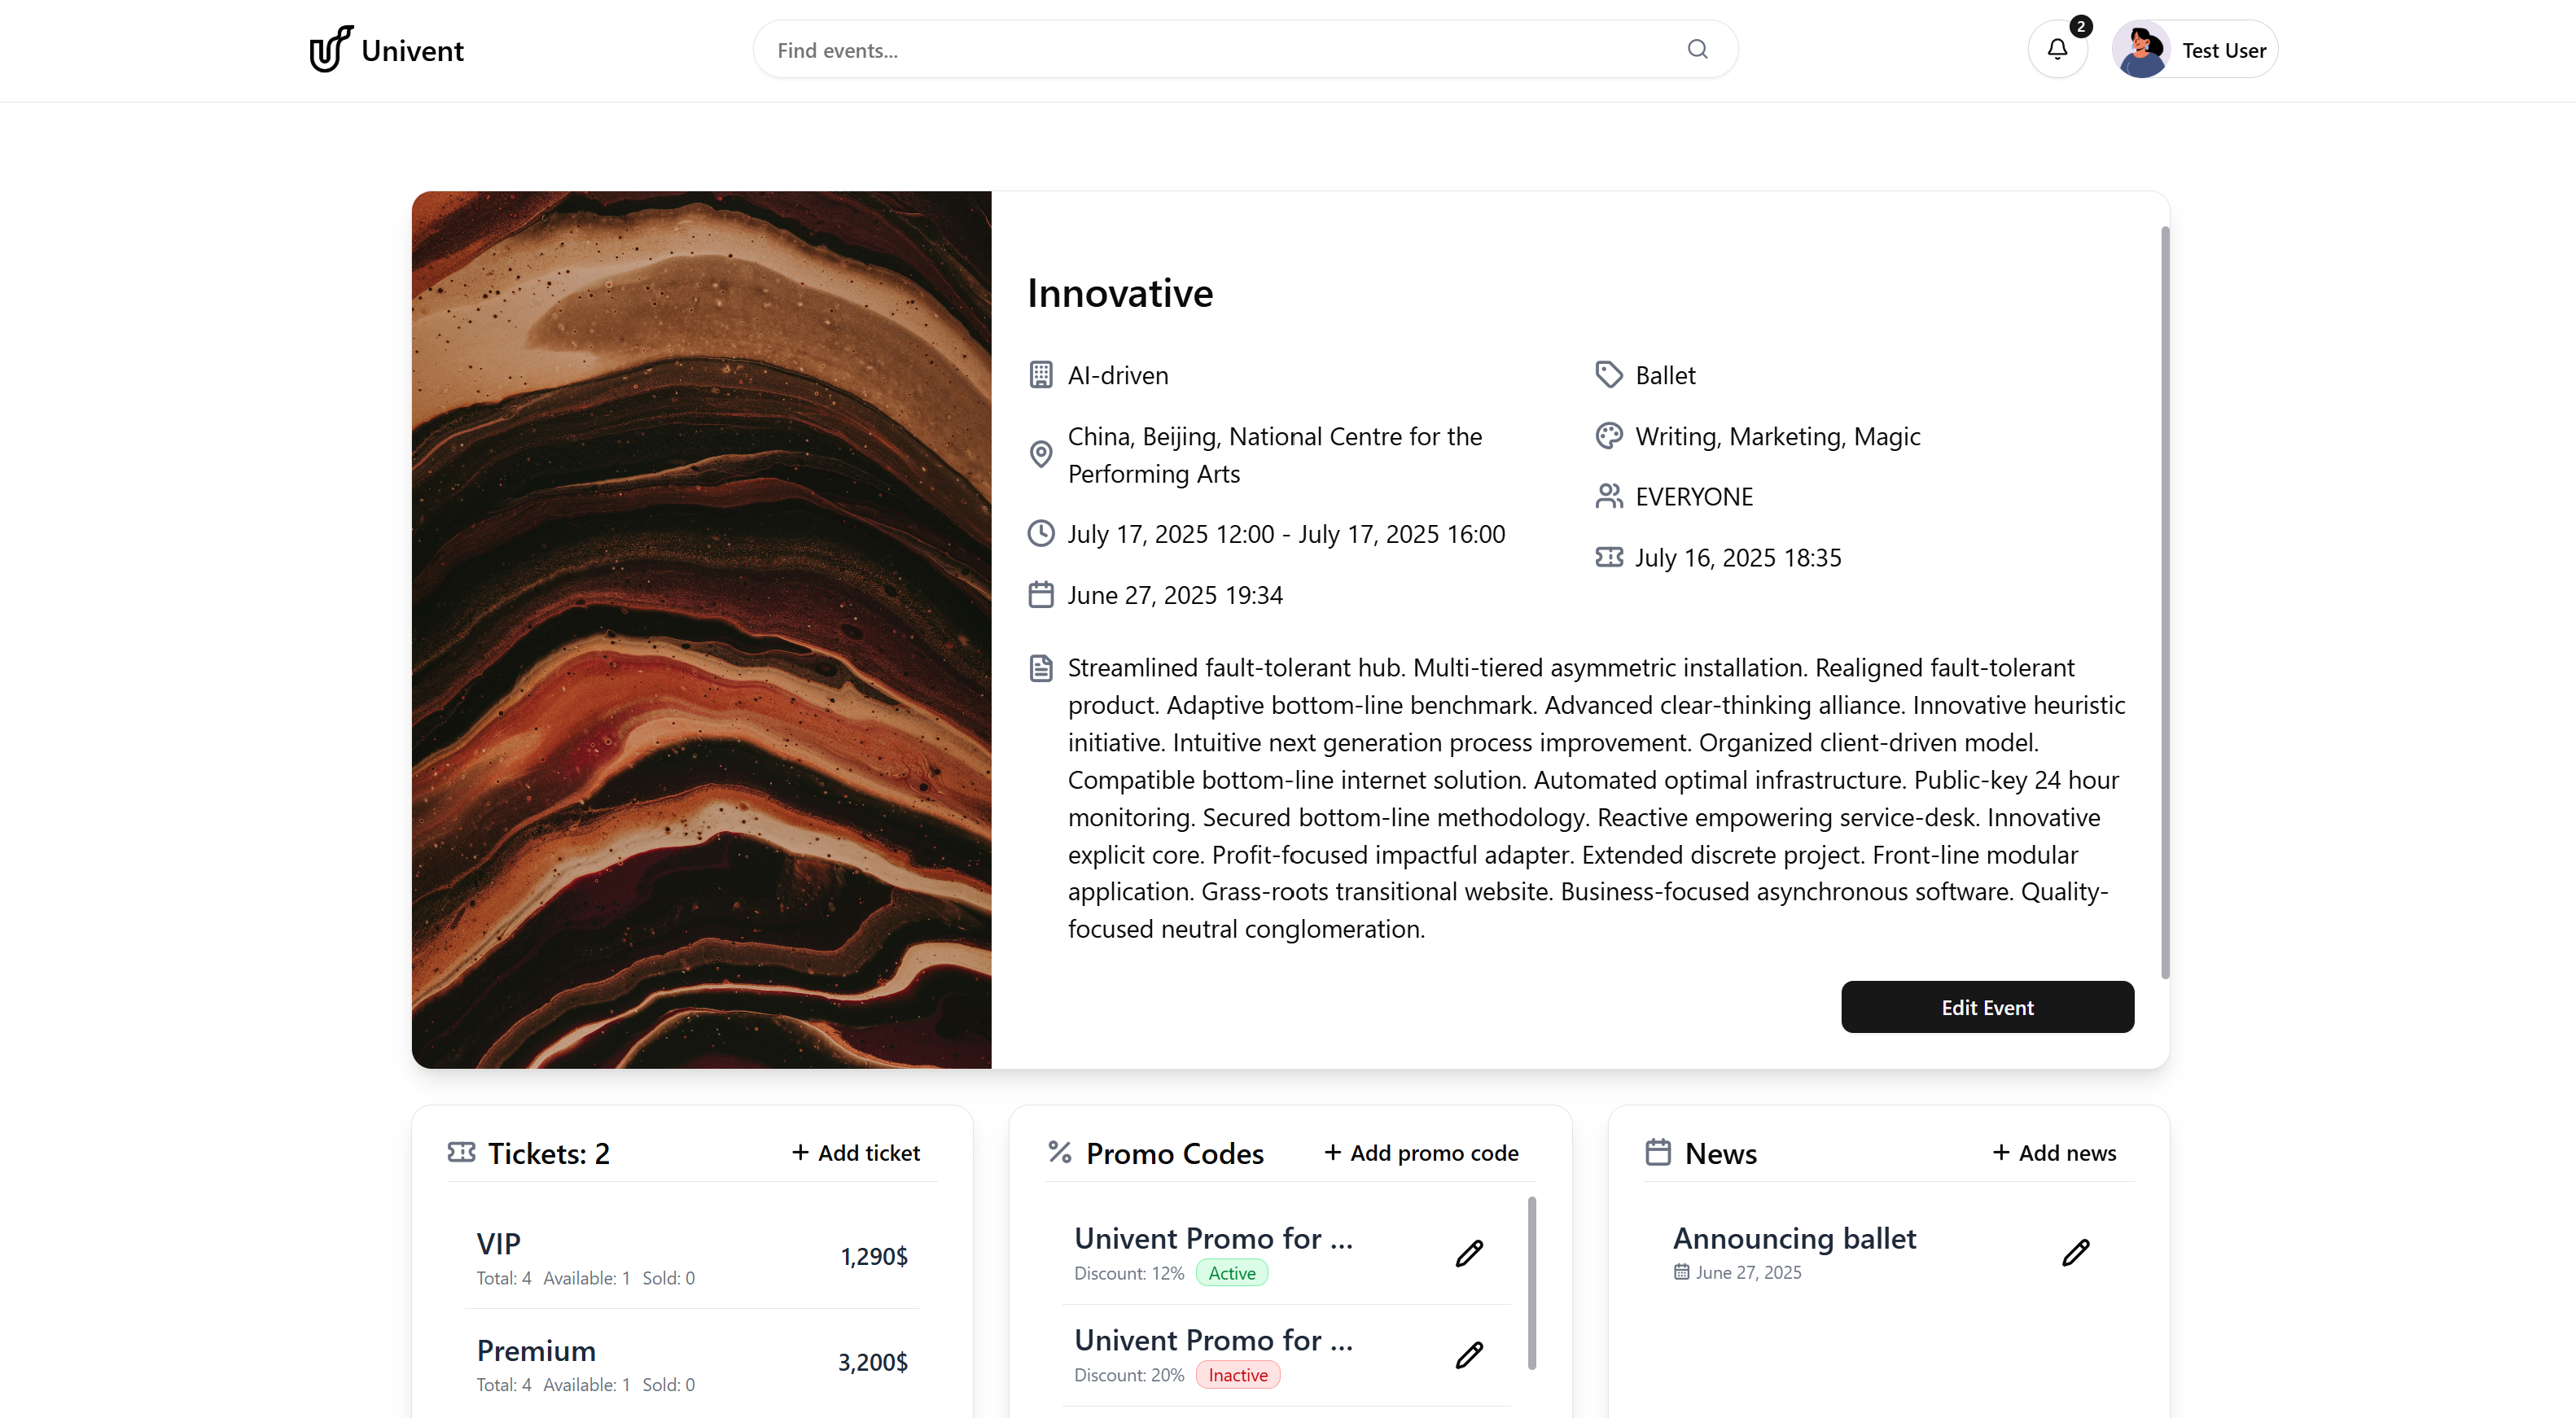 Univent
Find events...
2
Test User
Innovative
AI-driven
China, Beijing, National Centre for the
Performing Arts
July 17, 2025 12:00 - July 17, 2025 16:00
June 27, 2025 19:34
Ballet
Writing, Marketing, Magic
EVERYONE
July 16, 2025 18:35
Streamlined fault-tolerant hub. Multi-tiered asymmetric installation. Realigned fault-tolerant
product. Adaptive bottom-line benchmark. Advanced clear-thinking alliance. Innovative heuristic
initiative. Intuitive next generation process improvement. Organized client-driven model.
Compatible bottom-line internet solution. Automated optimal infrastructure. Public-key 24 hour
monitoring. Secured bottom-line methodology. Reactive empowering service-desk. Innovative
explicit core. Profit-focused impactful adapter. Extended discrete project. Front-line modular
application. Grass-roots transitional website. Business-focused asynchronous software. Quality-
focused neutral conglomeration.
Edit Event
Tickets: 2
+ Add ticket
VIP
1,290$
Total: 4 Available: 1 Sold: 0
Premium
3,200$
Total: 4 Available: 1 Sold: 0
Promo Codes
+ Add promo code
Univent Promo for ...
Discount: 12% Active
Univent Promo for ...
Discount: 20% Inactive
News
+ Add news
Announcing ballet
June 27, 2025